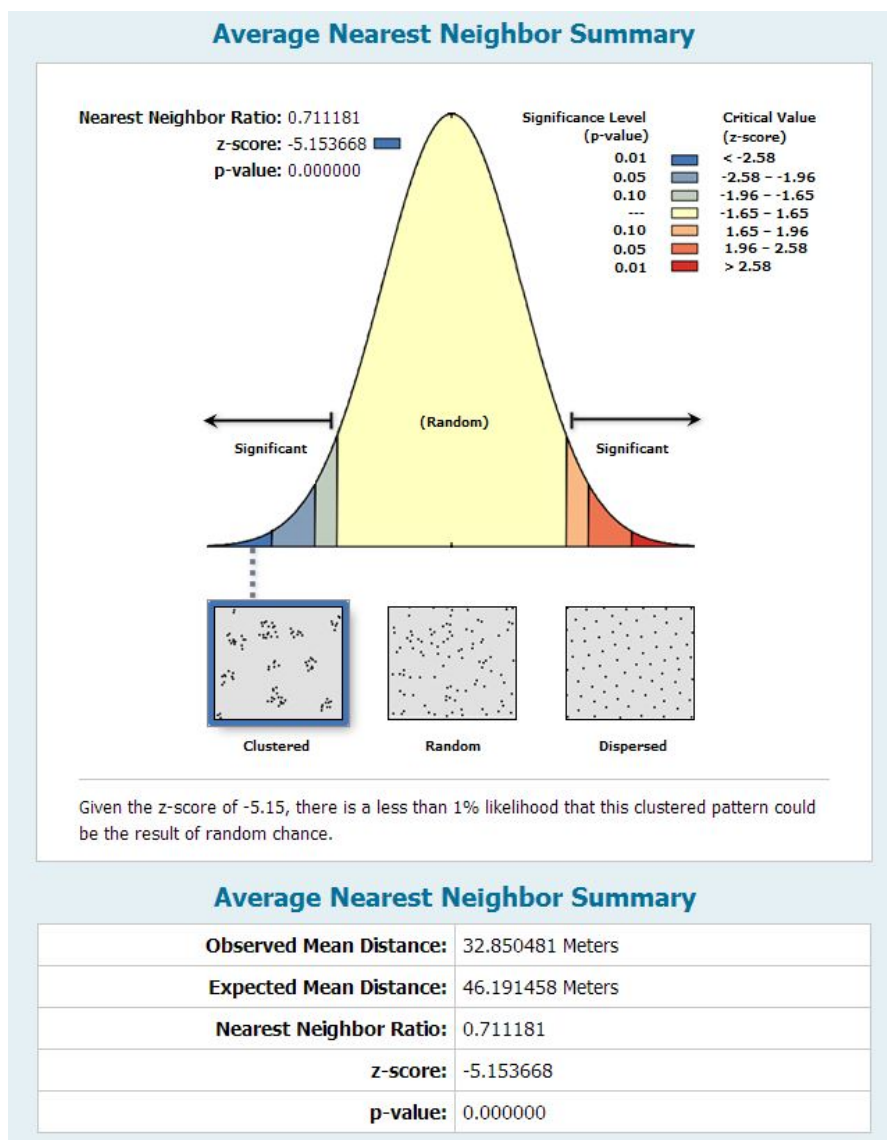 Average Nearest Neighbor Summary
Nearest Neighbor Ratio: 0.711181
z-score: -5.153668
p-value: 0.000000
Significance Level
(p-value)
Critical Value
(z-score)
0.01 < -2.58
0.05 -2.58 – -1.96
0.10 -1.96 – -1.65
--- -1.65 – 1.65
0.10 1.65 – 1.96
0.05 1.96 – 2.58
0.01 > 2.58
(Random)
Significant
Significant
Clustered
Random
Dispersed
Given the z-score of -5.15, there is a less than 1% likelihood that this clustered pattern could
be the result of random chance.
Average Nearest Neighbor Summary
Observed Mean Distance: 32.850481 Meters
Expected Mean Distance: 46.191458 Meters
Nearest Neighbor Ratio: 0.711181
z-score: -5.153668
p-value: 0.000000